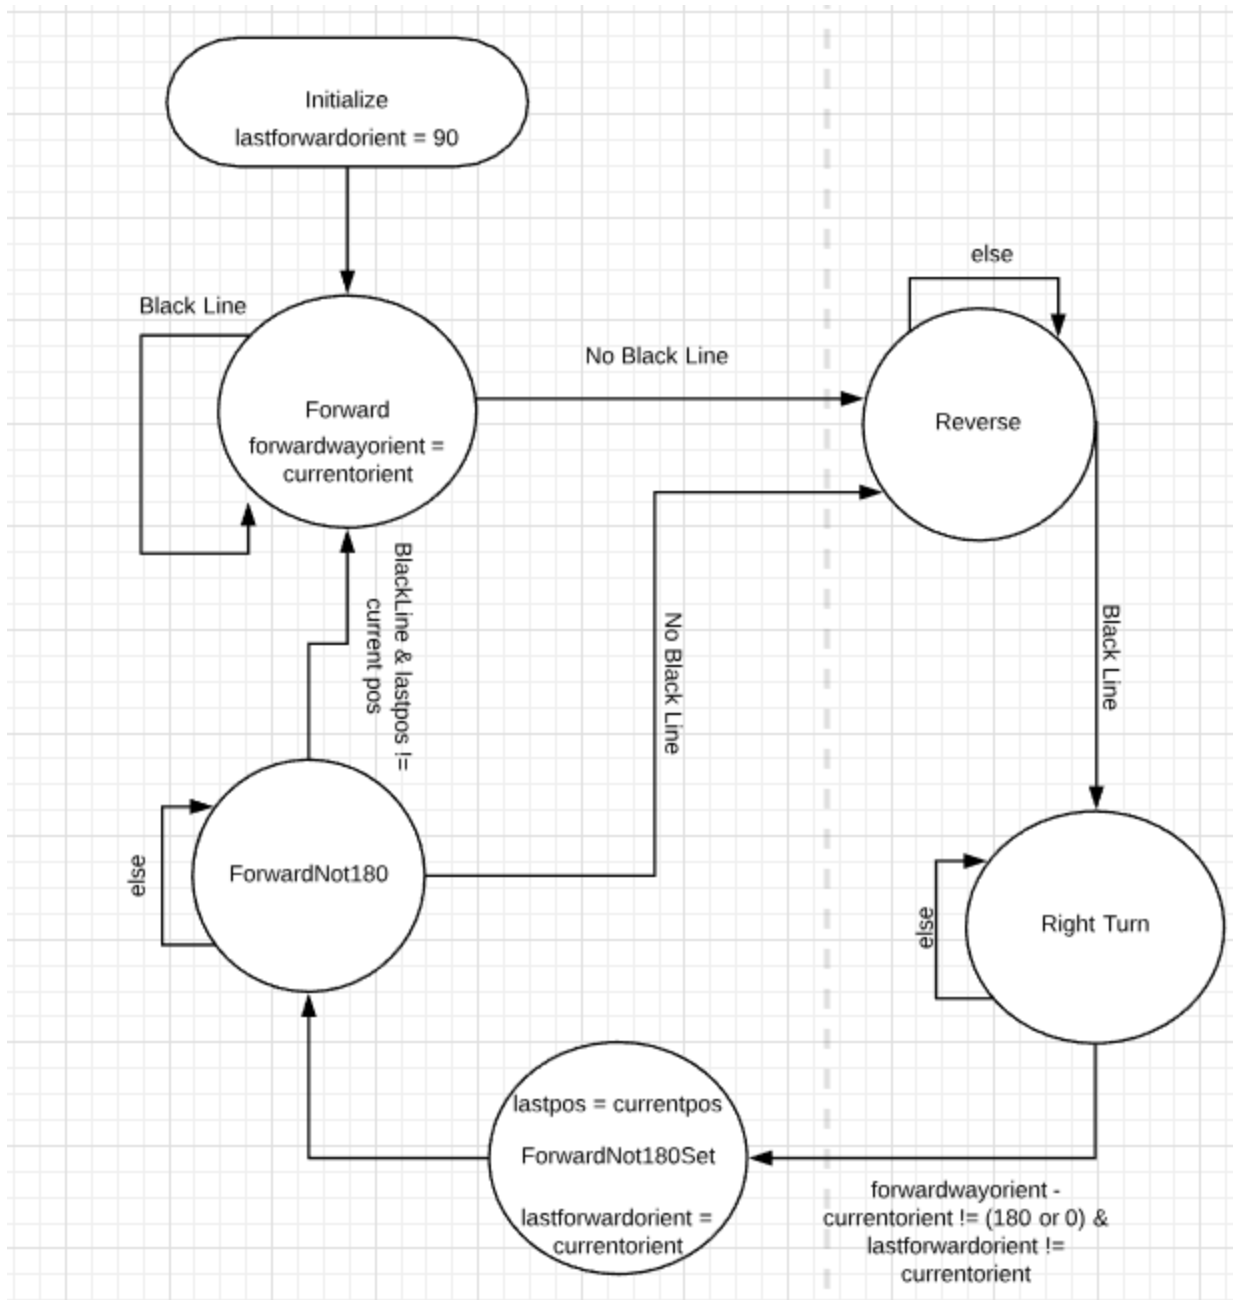 Initialize
lastforwardorient = 90
else
Black Line
No Black Line
Forward
forwardwayorient =
currentorient
Reverse
BlackLine & lastpos !=
current pos
No Black Line
Black Line
else
ForwardNot180
else
Right Turn
lastpos = currentpos
ForwardNot180Set
lastforwardorient =
currentorient
forwardwayorient -
currentorient != (180 or 0) &
lastforwardorient !=
currentorient